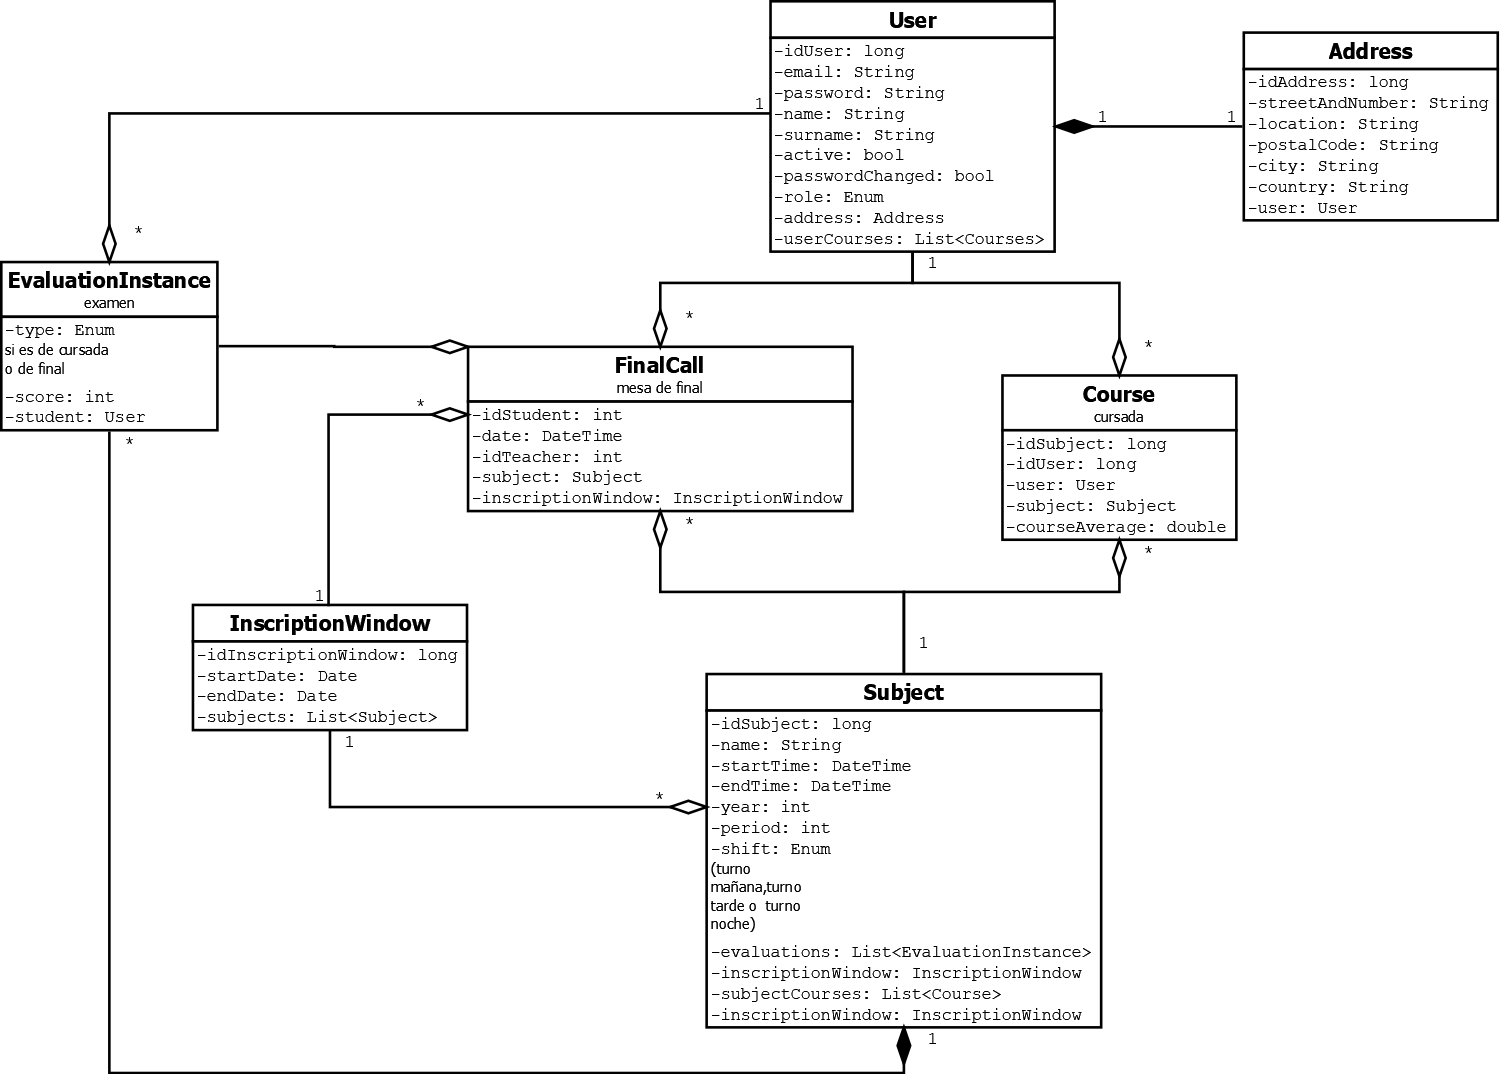 User
-idUser: long
-email: String
-password: String
-name: String
-surname: String
-active: bool
-passwordChanged: bool
-role: Enum
-address: Address
-userCourses: List<Courses>
1
1
1
Address
-idAddress: long
-streetAndNumber: String
-location: String
-postalCode: String
-city: String
-country: String
-user: User
*
1
EvaluationInstance
examen
-type: Enum
si es de cursada
o de final
-score: int
-student: User
*
*
FinalCall
mesa de final
-idStudent: int
-date: DateTime
-idTeacher: int
-subject: Subject
-inscriptionWindow: InscriptionWindow
*
*
*
Course
cursada
-idSubject: long
-idUser: long
-user: User
-subject: Subject
-courseAverage: double
*
1
InscriptionWindow
-idInscriptionWindow: long
-startDate: Date
-endDate: Date
-subjects: List<Subject>
1
*
1
Subject
-idSubject: long
-name: String
-startTime: DateTime
-endTime: DateTime
-year: int
-period: int
-shift: Enum
(turno
mañana,turno
tarde o turno
noche)
-evaluations: List<EvaluationInstance>
-inscriptionWindow: InscriptionWindow
-subjectCourses: List<Course>
-inscriptionWindow: InscriptionWindow
1